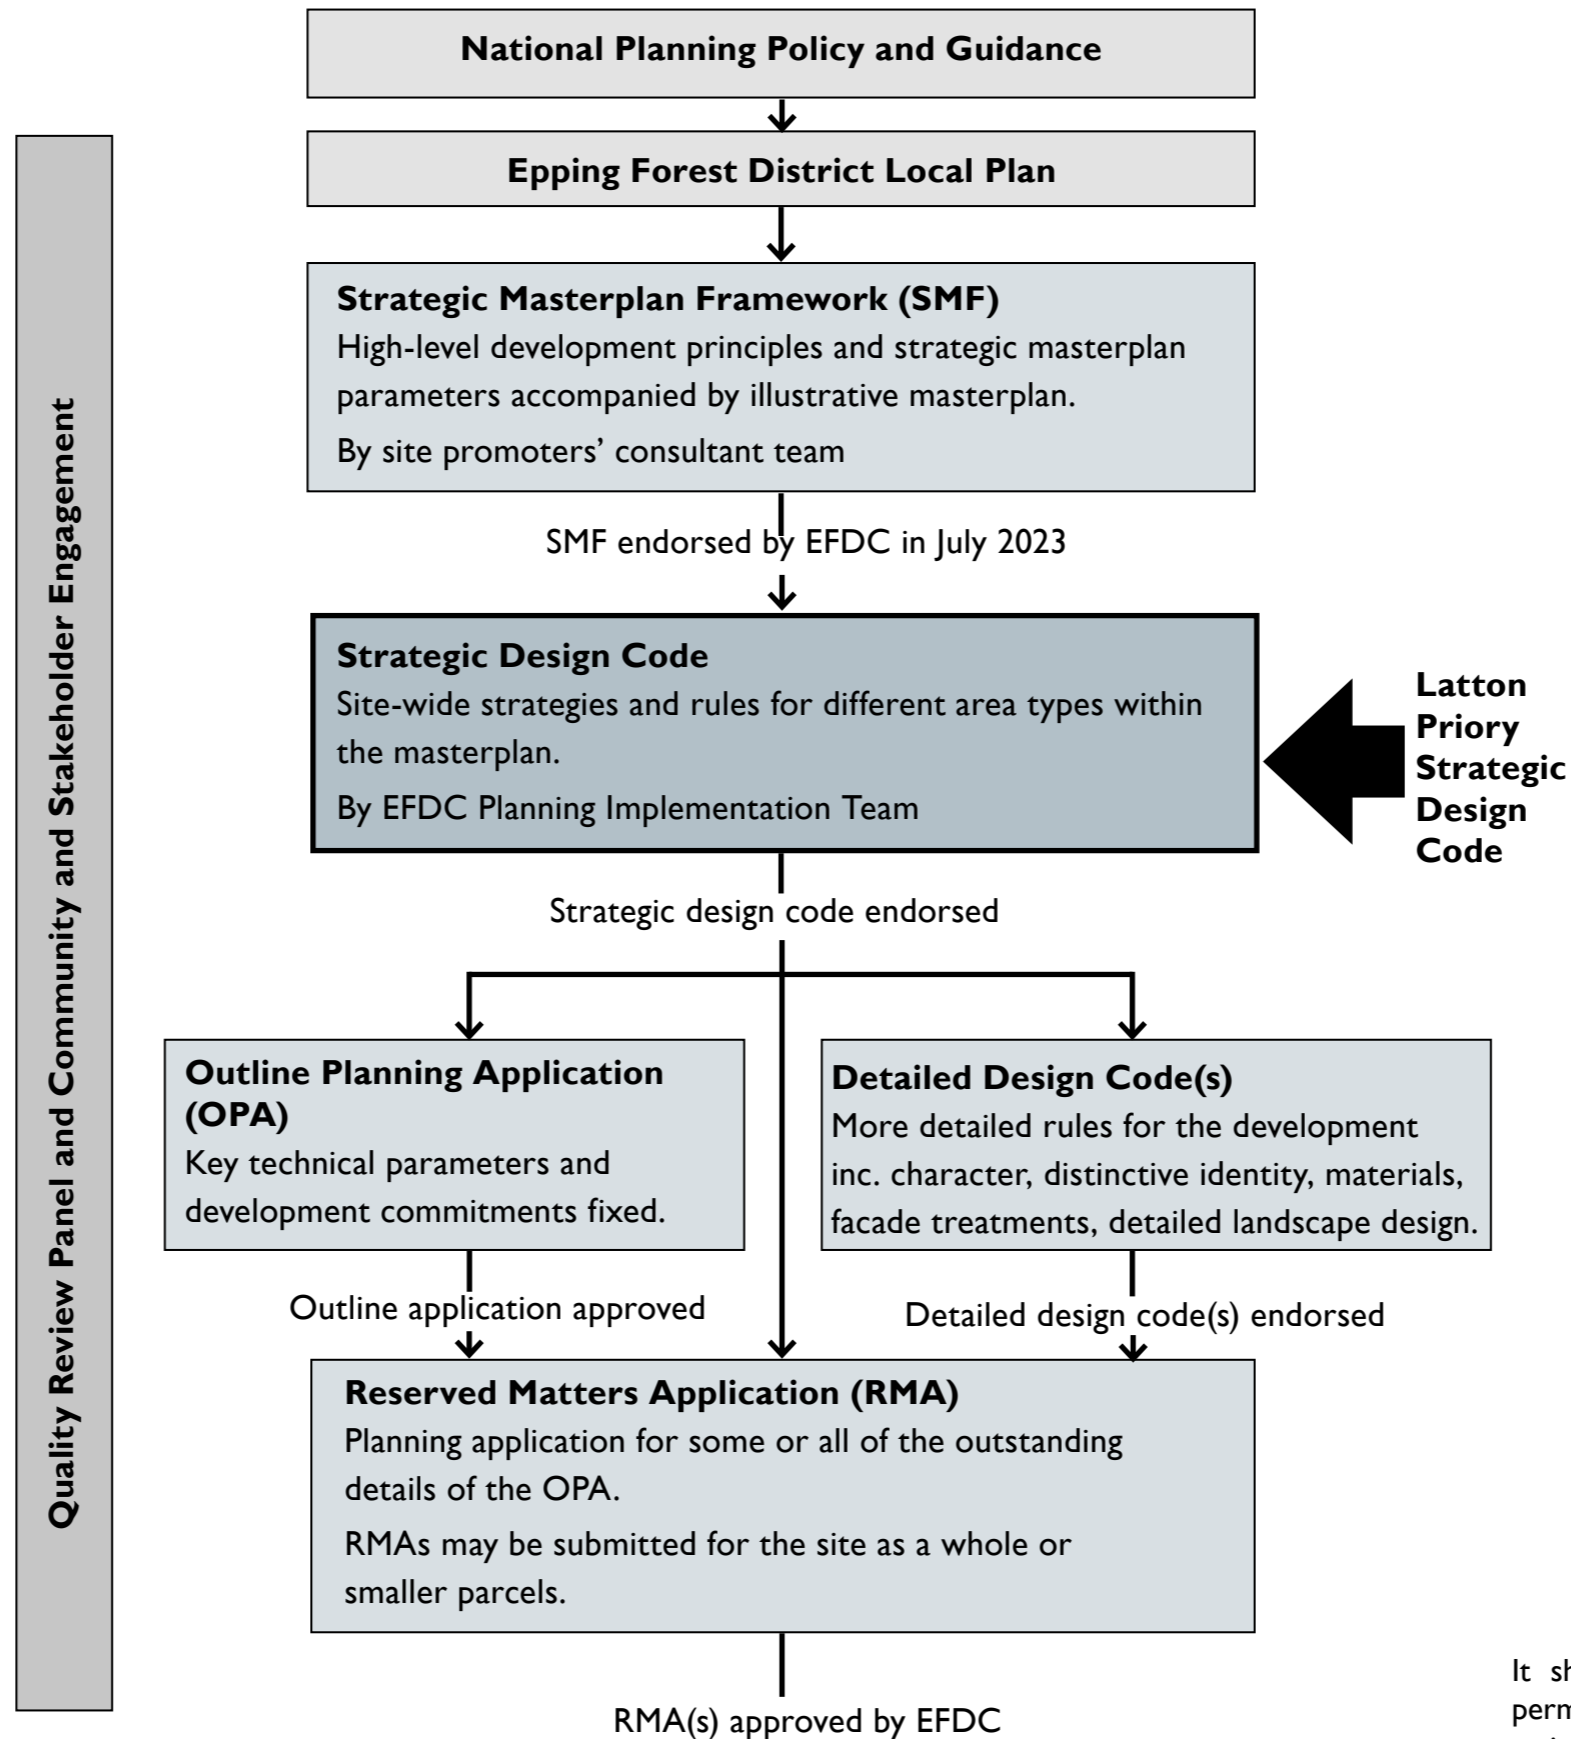 National Planning Policy and Guidance
Epping Forest District Local Plan
Quality Review Panel and Community and Stakeholder Engagement
Strategic Masterplan Framework (SMF)
High-level development principles and strategic masterplan
parameters accompanied by illustrative masterplan.
By site promoters’ consultant team
SMF endorsed by EFDC in July 2023
Strategic Design Code
Site-wide strategies and rules for different area types within
the masterplan.
By EFDC Planning Implementation Team
Latton
Priory
Strategic
Design
Code
Strategic design code endorsed
Outline Planning Application
(OPA)
Key technical parameters and
development commitments fixed.
Detailed Design Code(s)
More detailed rules for the development
inc. character, distinctive identity, materials,
facade treatments, detailed landscape design.
Outline application approved
Detailed design code(s) endorsed
Reserved Matters Application (RMA)
Planning application for some or all of the outstanding
details of the OPA.
RMAs may be submitted for the site as a whole or
smaller parcels.
RMA(s) approved by EFDC
It sh
perm